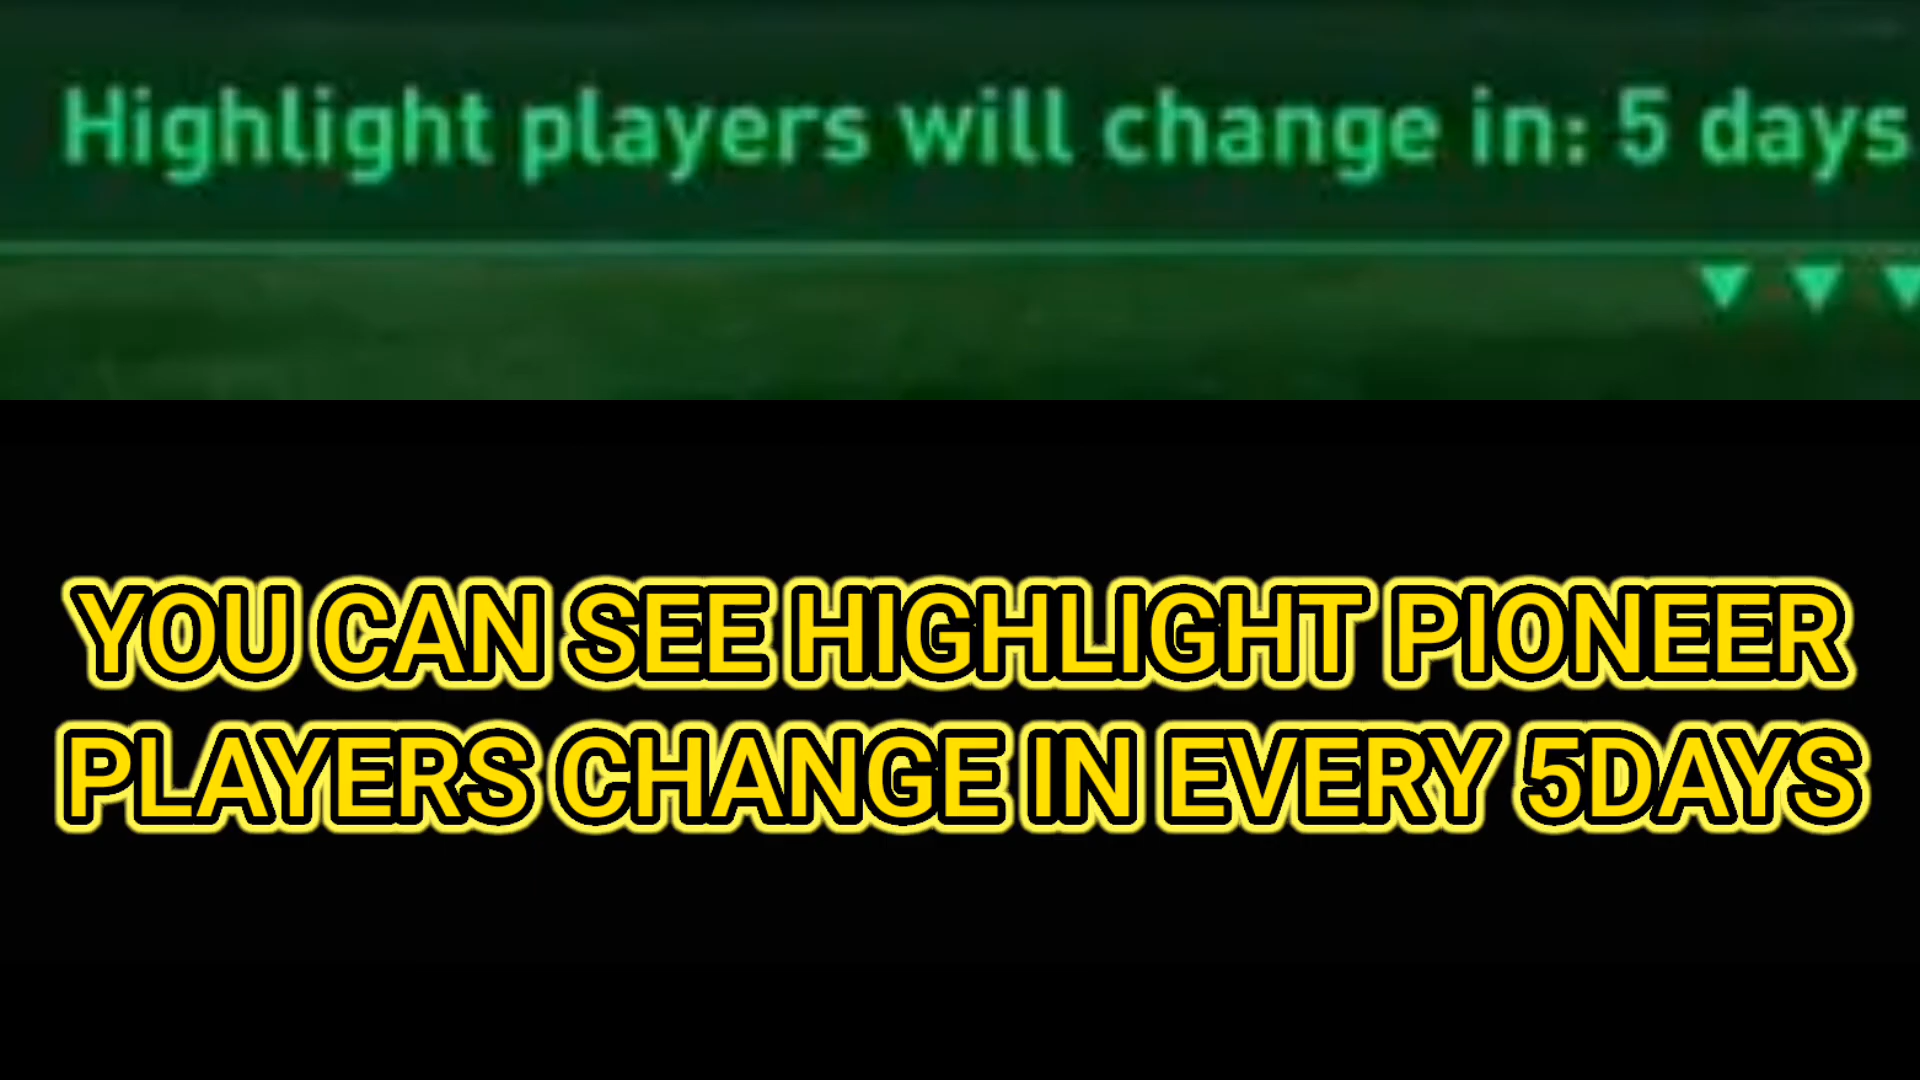 Highlight players will change in: 5 days
YOU CAN SEE HIGHLIGHT PIONEER
PLAYERS CHANGE IN EVERY 5DAYS